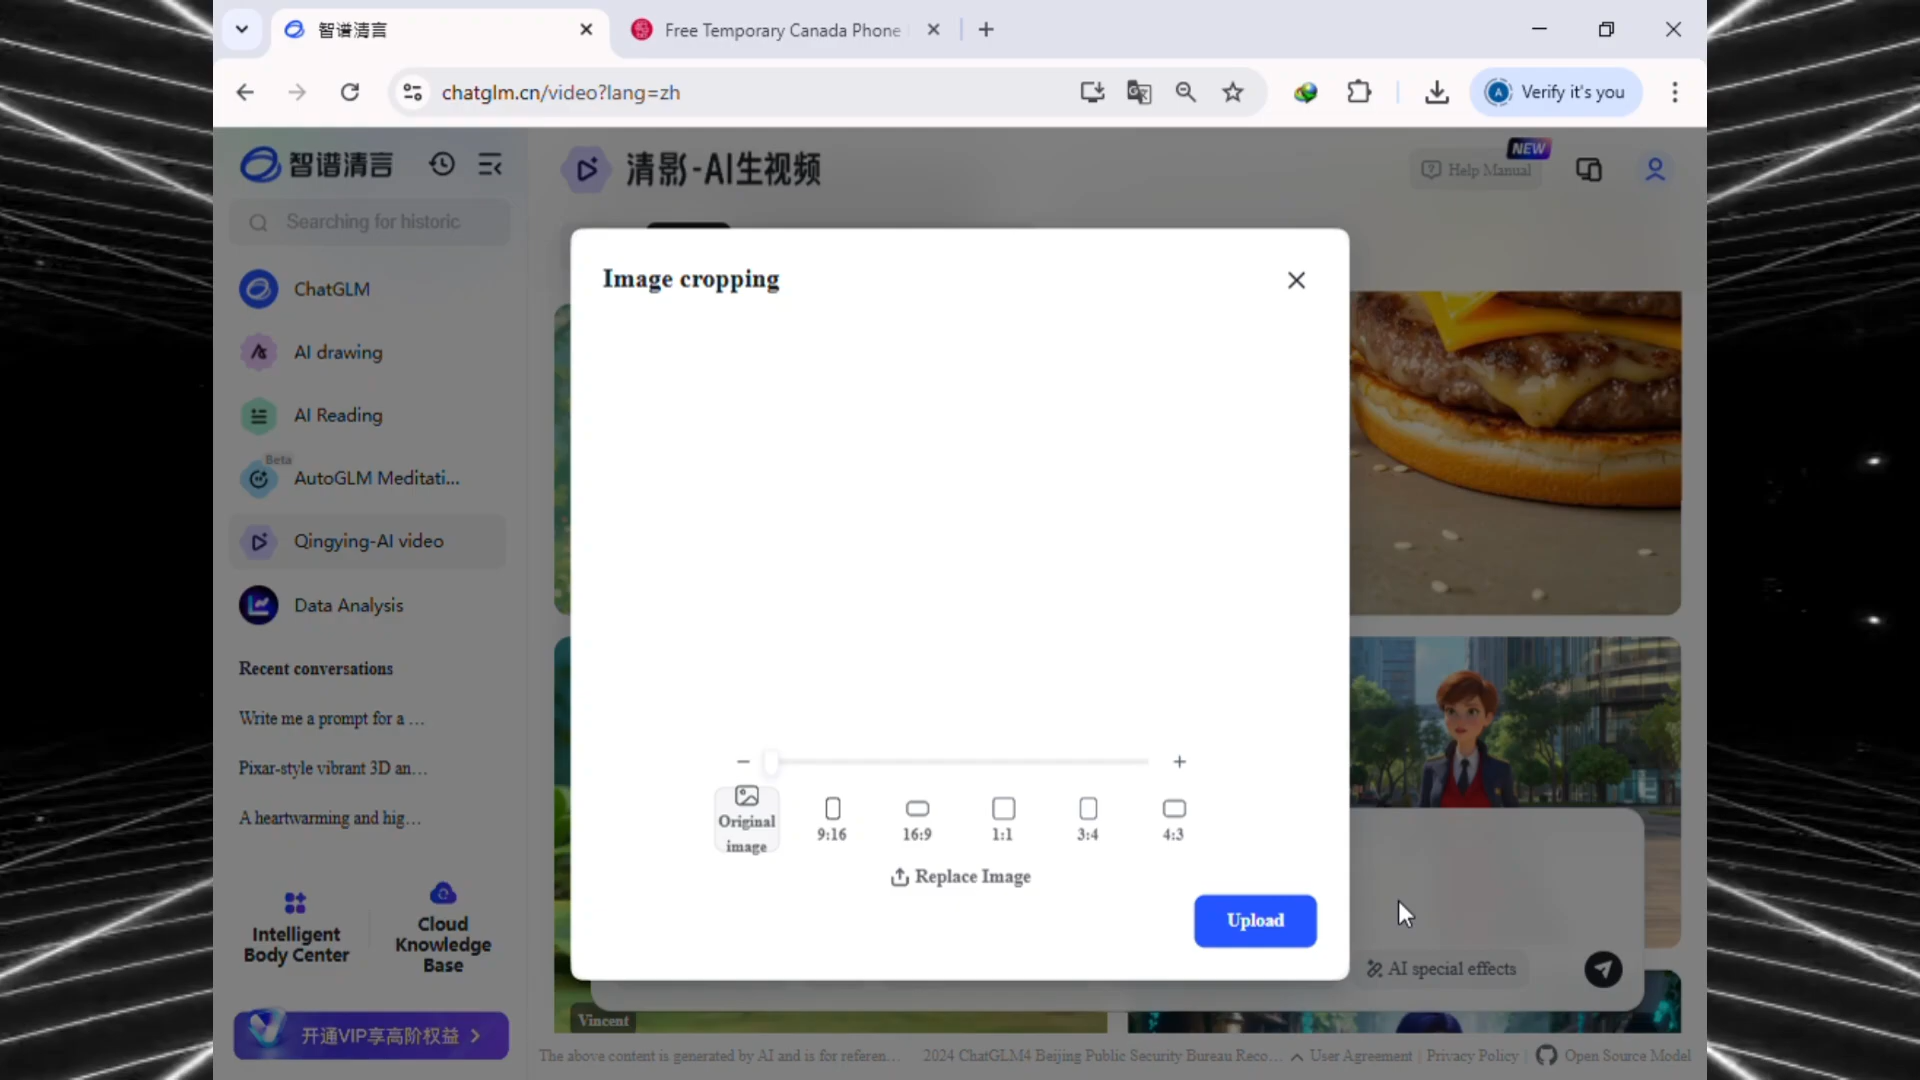 智谱清言
Free Temporary Canada Phone
chatglm.cn/video?lang=zh
Verify it's you
智谱清言
清影-AI生视频
NEW
Help Manual
Searching for historic
Image cropping
ChatGLM
AI drawing
AI Reading
Beta
AutoGLM Meditati...
Qingying-AI video
Data Analysis
Recent conversations
Write me a prompt for a ...
Pixar-style vibrant 3D an...
A heartwarming and hig...
Original
image
9:16
16:9
1:1
3:4
4:3
Replace Image
Upload
Intelligent
Body Center
Cloud
Knowledge
Base
AI special effects
Vincent
开通VIP享高阶权益
The above content is generated by AI and is for referen...
2024 ChatGLM4 Beijing Public Security Bureau Reco...
User Agreement | Privacy Policy |
Open Source Model